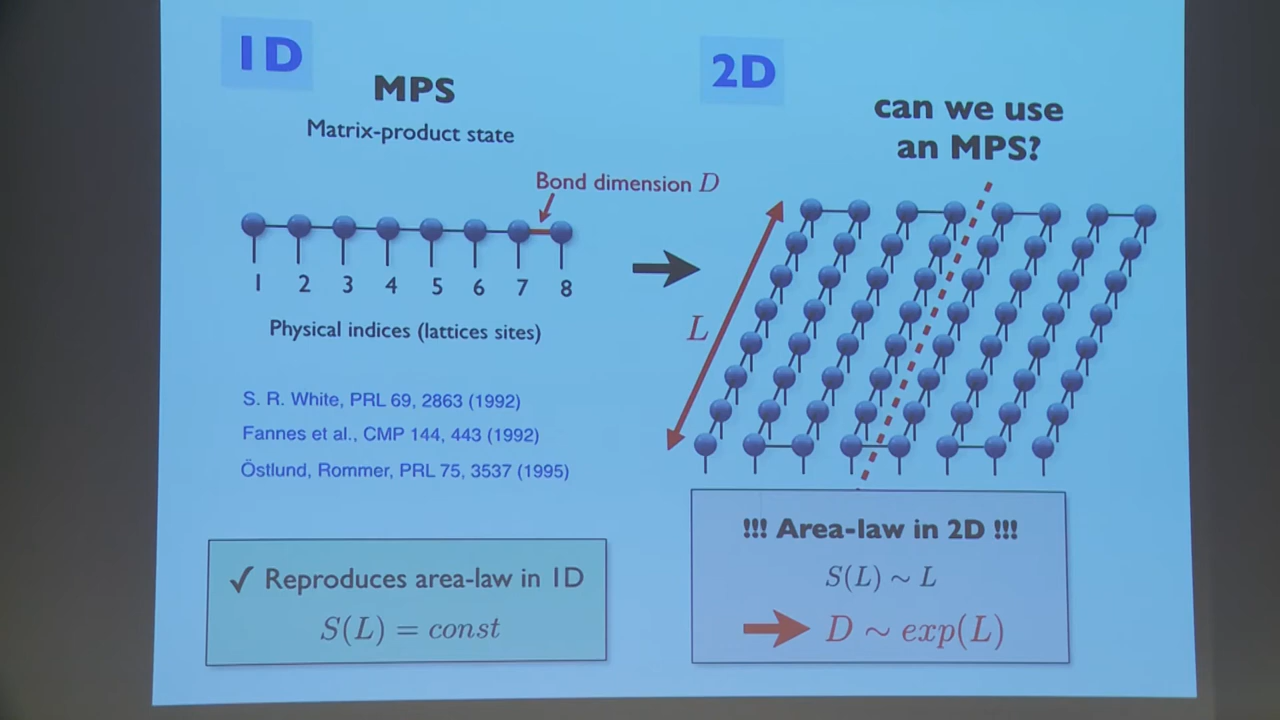 1D
MPS
Matrix-product state
Bond dimension D
1 2 3 4 5 6 7 8
Physical indices (lattices sites)
S. R. White, PRL 69, 2863 (1992)
Fannes et al., CMP 144, 443 (1992)
Östlund, Rommer, PRL 75, 3537 (1995)
✓ Reproduces area-law in 1D
S(L) = const
2D
can we use
an MPS?
L
!!! Area-law in 2D !!!
S(L) ~ L
D ~ exp(L)